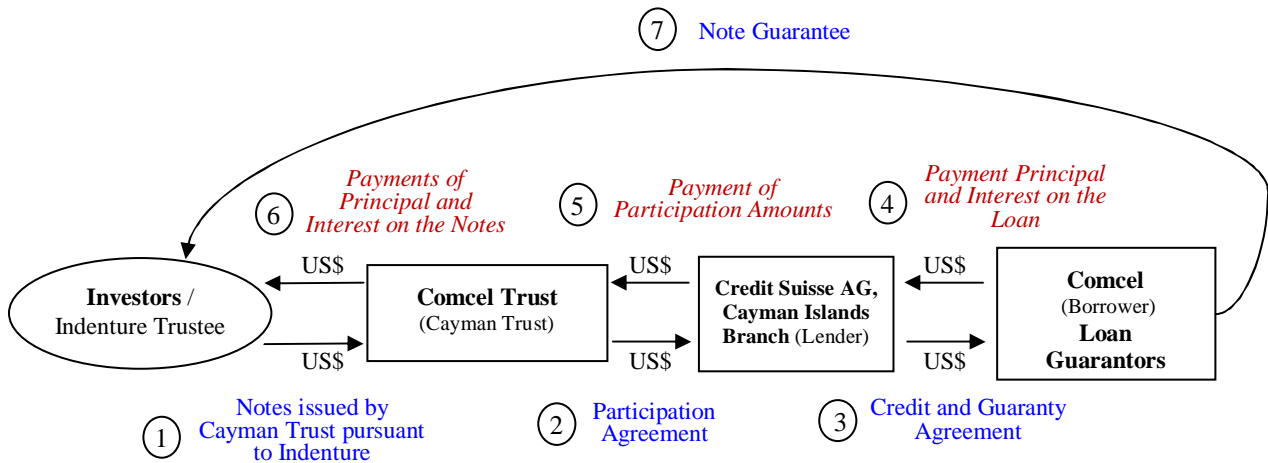 7 Note Guarantee
6 Payments of
Principal and
Interest on the Notes
5 Payment of
Participation Amounts
4 Payment Principal
and Interest on the
Loan
US$
US$
US$
Investors /
Indenture Trustee
Comcel Trust
(Cayman Trust)
Credit Suisse AG,
Cayman Islands
Branch (Lender)
Comcel
(Borrower)
Loan
Guarantors
US$
US$
US$
1 Notes issued by
Cayman Trust pursuant
to Indenture
2 Participation
Agreement
3 Credit and Guaranty
Agreement